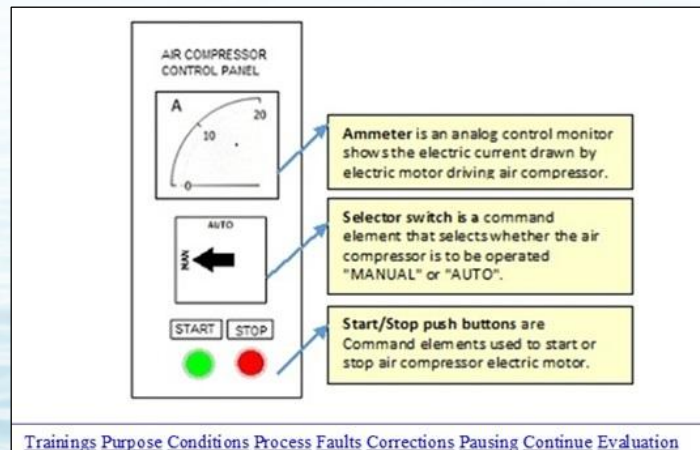 AIR COMPRESSOR
CONTROL PANEL
A
20
10
0
Ammeter is an analog control monitor
shows the electric current drawn by
electric motor driving air compressor.
AUTO
MAN
Selector switch is a command
element that selects whether the air
compressor is to be operated
"MANUAL" or "AUTO".
START STOP
Start/Stop push buttons are
Command elements used to start or
stop air compressor electric motor.
Trainings Purpose Conditions Process Faults Corrections Pausing Continue Evaluation